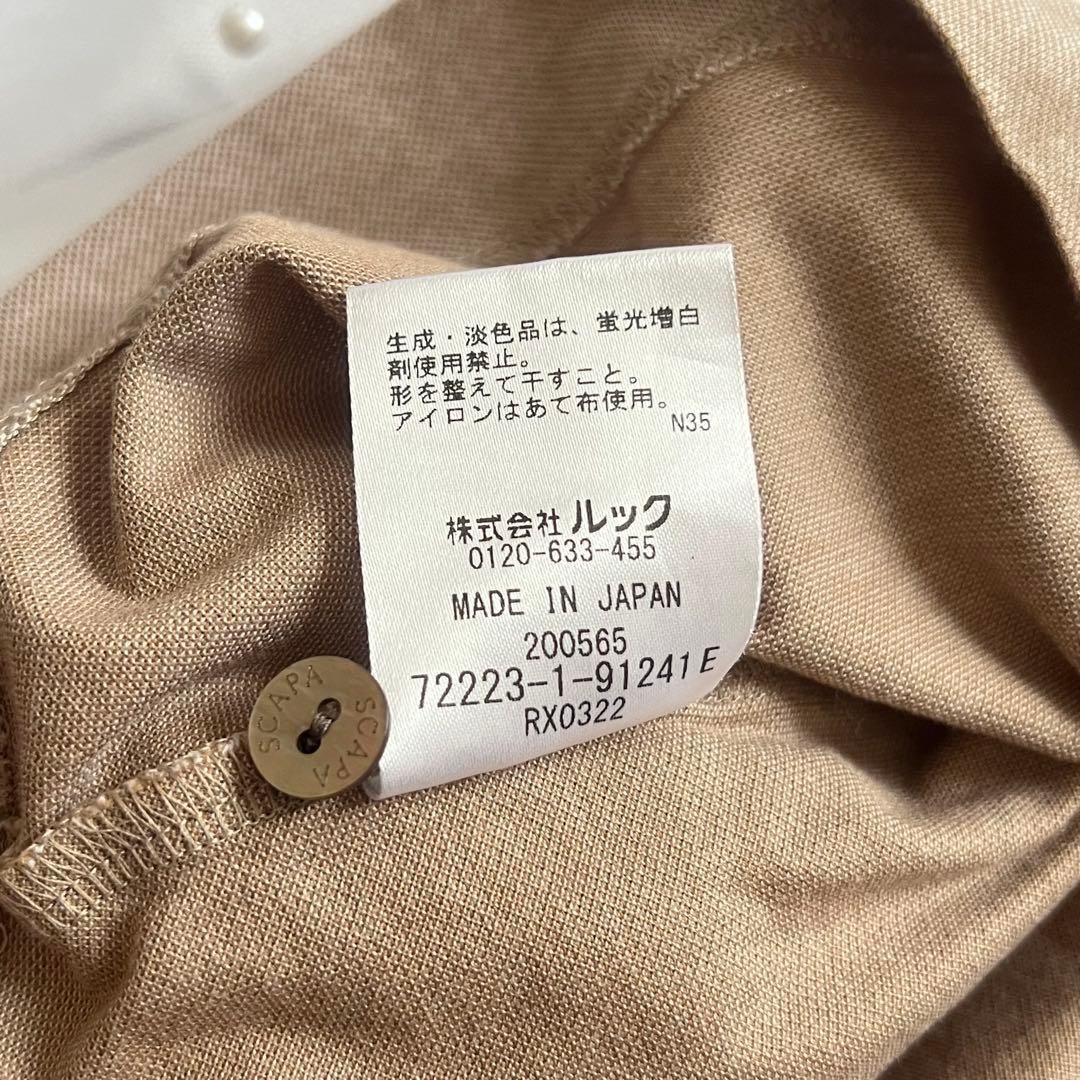 生成・淡色品は、蛍光増白
剤使用禁止。
形を整えて干すこと。
アイロンはあて布使用。
N35
株式会社 ルック
0120-633-455
MADE IN JAPAN
200565
72223-1-91241E
RX0322
SCAPA SCAPA